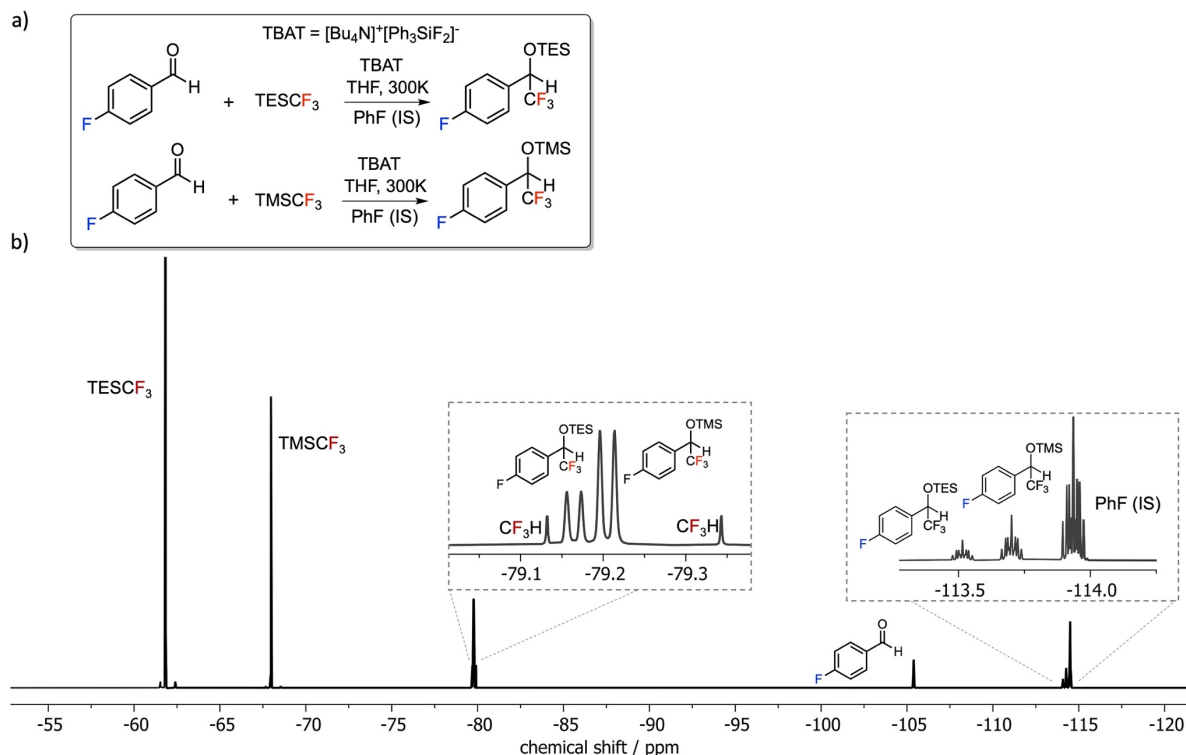 a)
TBAT = [Bu4N]+[Ph3SiF2]-
O
H
F
+
TESCF3
TBAT
THF, 300K
PhF (IS)
OTES
H
CF3
F
O
H
F
+
TMSCF3
TBAT
THF, 300K
PhF (IS)
OTMS
H
CF3
F
b)
TESCF3
TMSCF3
OTES
H
CF3
F
OTMS
H
CF3
F
CF3H
CF3H
-79.1 -79.2 -79.3
OTES
H
CF3
F
OTMS
H
CF3
F
PhF (IS)
-113.5 -114.0
O
H
F
-55 -60 -65 -70 -75 -80 -85 -90 -95 -100 -105 -110 -115 -120
chemical shift / ppm